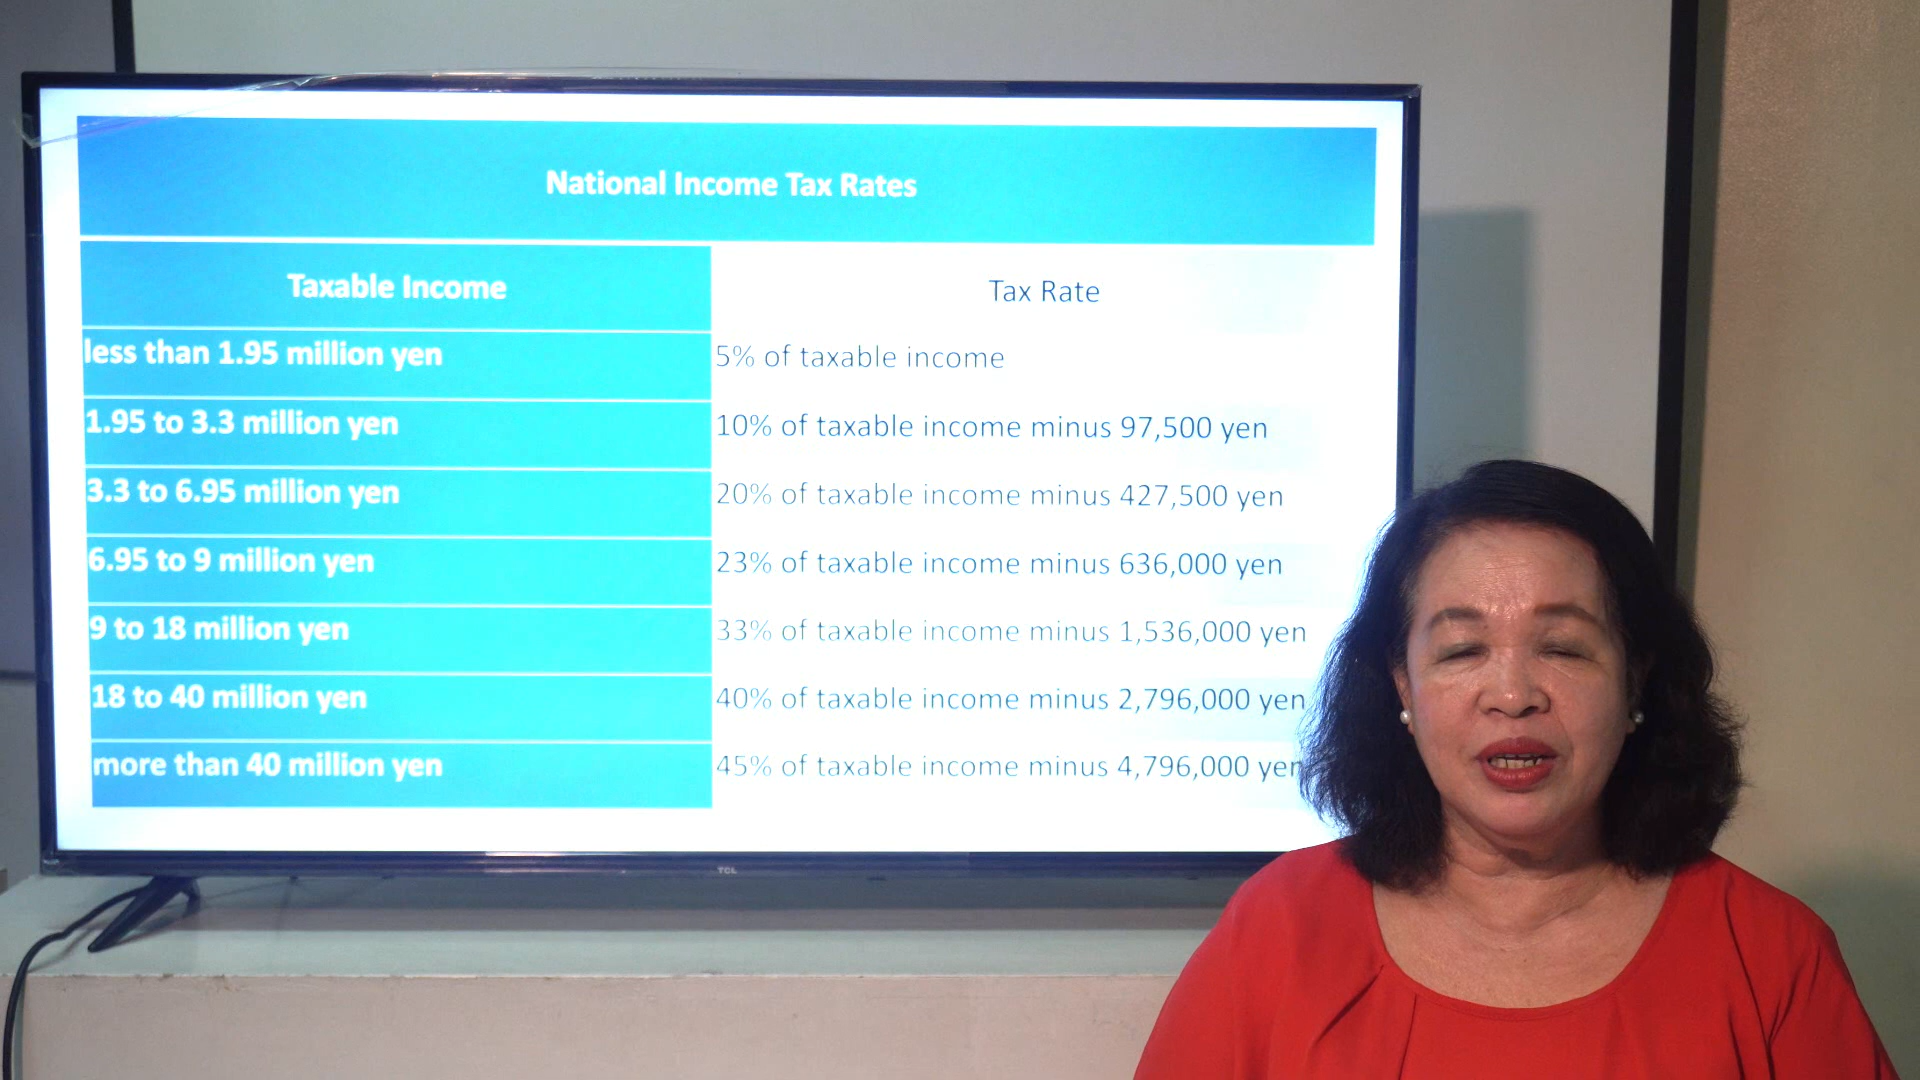 National Income Tax Rates
Taxable Income Tax Rate
less than 1.95 million yen 5% of taxable income
1.95 to 3.3 million yen 10% of taxable income minus 97,500 yen
3.3 to 6.95 million yen 20% of taxable income minus 427,500 yen
6.95 to 9 million yen 23% of taxable income minus 636,000 yen
9 to 18 million yen 33% of taxable income minus 1,536,000 yen
18 to 40 million yen 40% of taxable income minus 2,796,000 yen
more than 40 million yen 45% of taxable income minus 4,796,000 yen
TCL